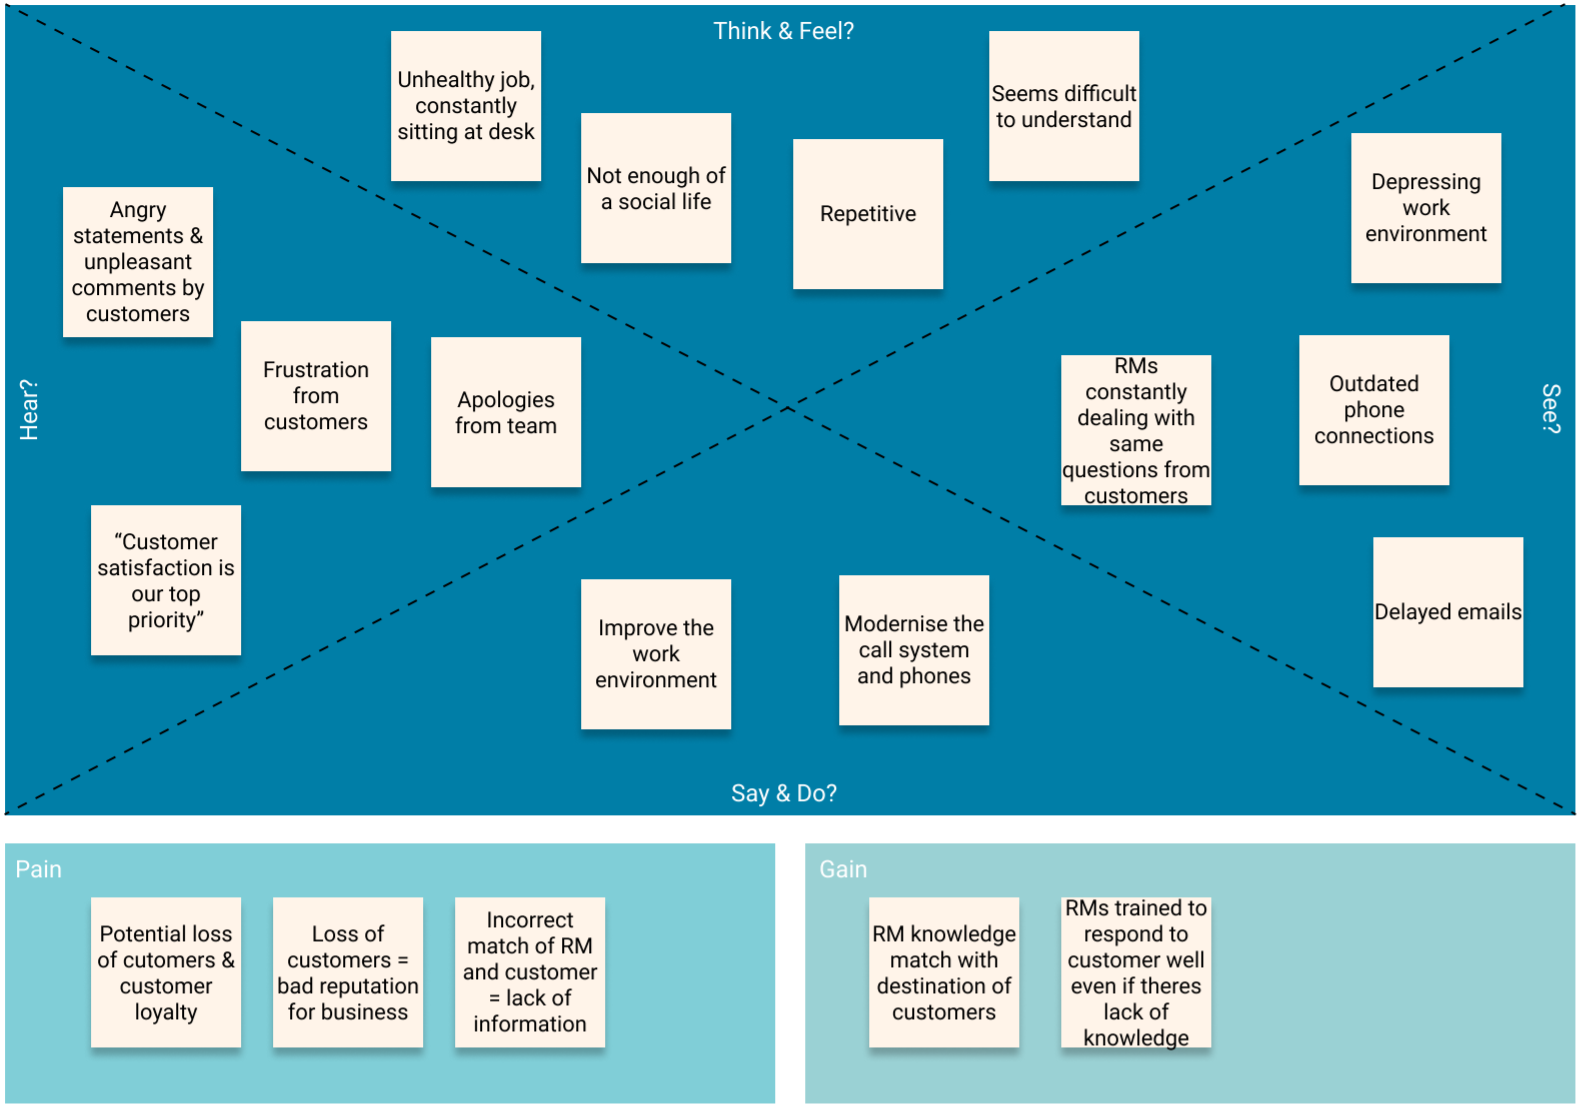 Think & Feel?
Unhealthy job,
constantly
sitting at desk
Not enough of
a social life
Repetitive
Seems difficult
to understand
Hear?
Angry
statements &
unpleasant
comments by
customers
Frustration
from
customers
Apologies
from team
“Customer
satisfaction is
our top
priority”
See?
Depressing
work
environment
RMs
constantly
dealing with
same
questions from
customers
Outdated
phone
connections
Delayed emails
Improve the
work
environment
Modernise the
call system
and phones
Say & Do?
Pain
Potential loss
of cutomers &
customer
loyalty
Loss of
customers =
bad reputation
for business
Incorrect
match of RM
and customer
= lack of
information
Gain
RM knowledge
match with
destination of
customers
RMs trained to
respond to
customer well
even if theres
lack of
knowledge